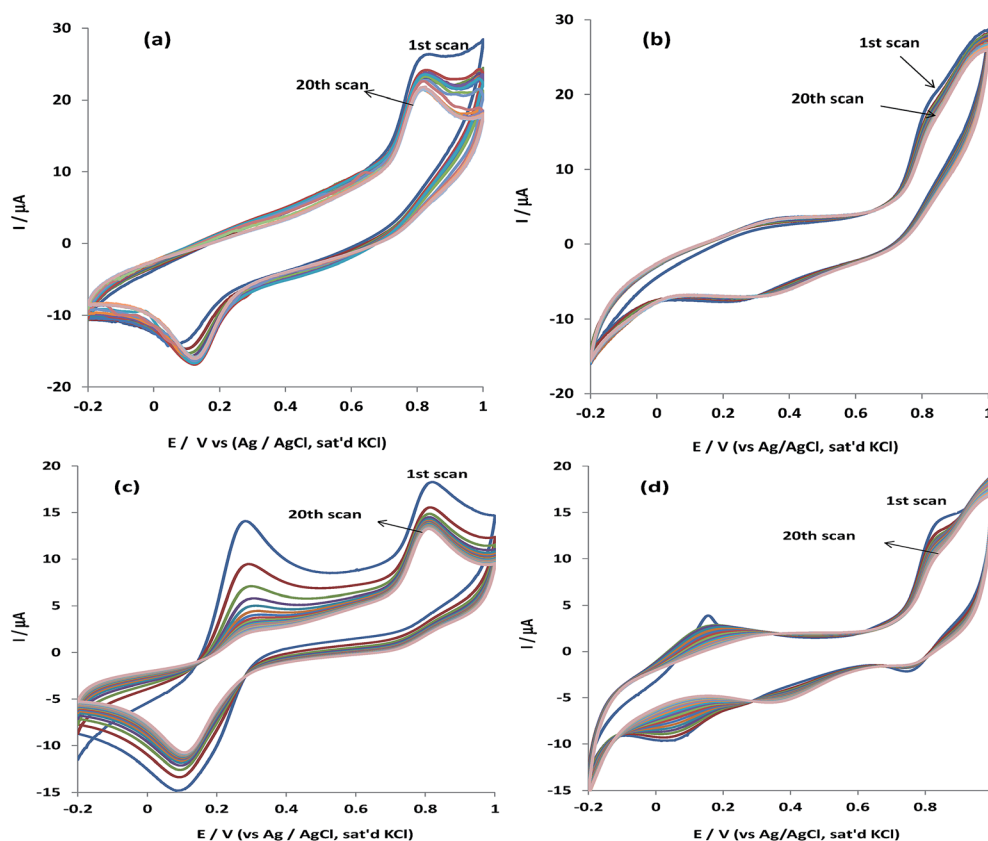 (a)
1st scan
20th scan
I / µA
30
20
10
0
-10
-20
-0.2 0 0.2 0.4 0.6 0.8 1
E / V vs (Ag / AgCl, sat'd KCl)
(b)
1st scan
20th scan
I / µA
30
20
10
0
-10
-20
-0.2 0 0.2 0.4 0.6 0.8 1
E / V (vs Ag/AgCl, sat'd KCl)
(c)
1st scan
20th scan
I / µA
20
15
10
5
0
-5
-10
-15
-0.2 0 0.2 0.4 0.6 0.8 1
E / V (vs Ag / AgCl, sat'd KCl)
(d)
1st scan
20th scan
I / µA
20
15
10
5
0
-5
-10
-15
-0.2 0 0.2 0.4 0.6 0.8 1
E / V (vs Ag/AgCl, sat'd KCl)